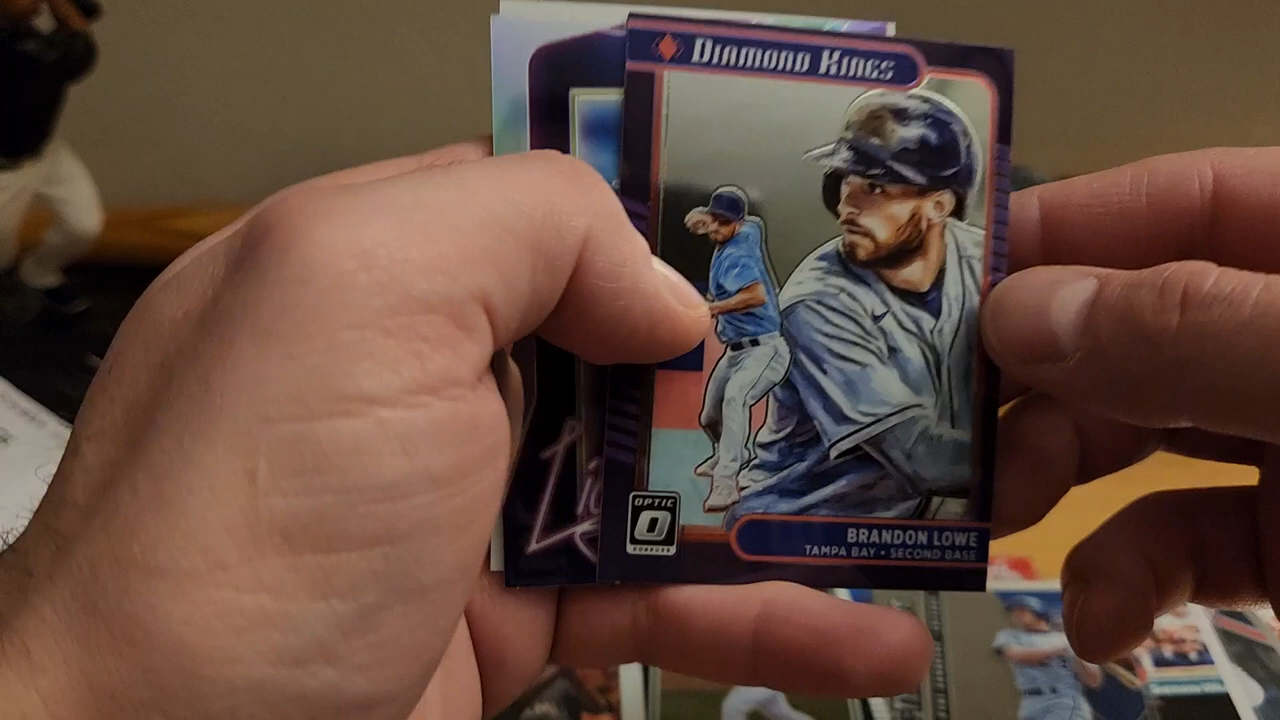 DIAMOND KINGS
OPTIC
DONRUSS
BRANDON LOWE
TAMPA BAY • SECOND BASE